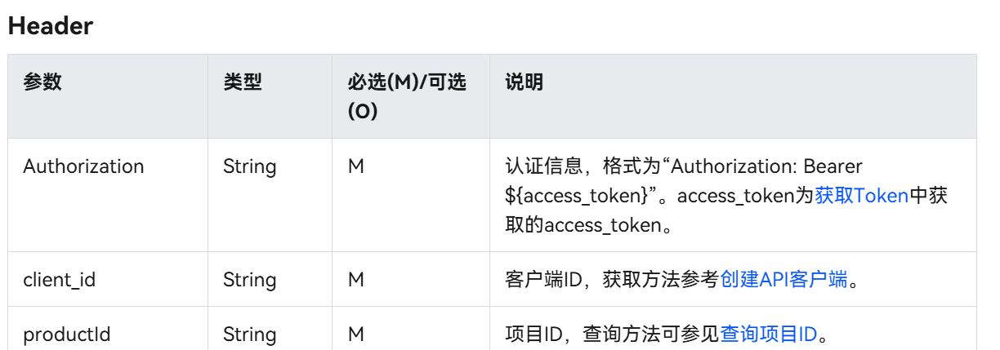 Header
参数 类型 必选(M)/可选(O) 说明
Authorization String M 认证信息，格式为“Authorization: Bearer
${access_token}”。access_token为获取Token中获
取的access_token。
client_id String M 客户端ID，获取方法参考创建API客户端。
productId String M 项目ID，查询方法可参见查询项目ID。